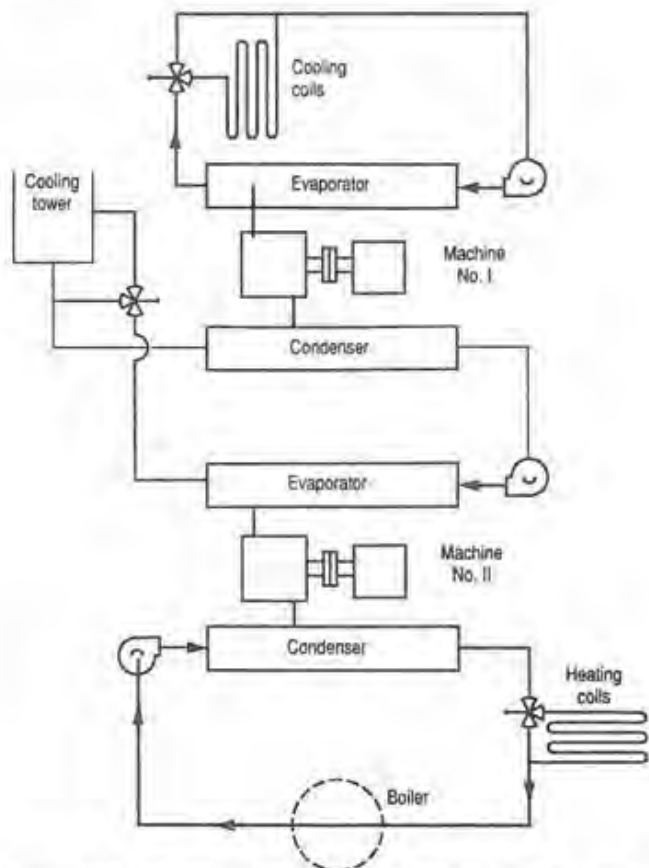 Cooling
coils
Evaporator
Cooling
tower
Machine
No. I
Condenser
Evaporator
Machine
No. II
Condenser
Heating
coils
Boiler